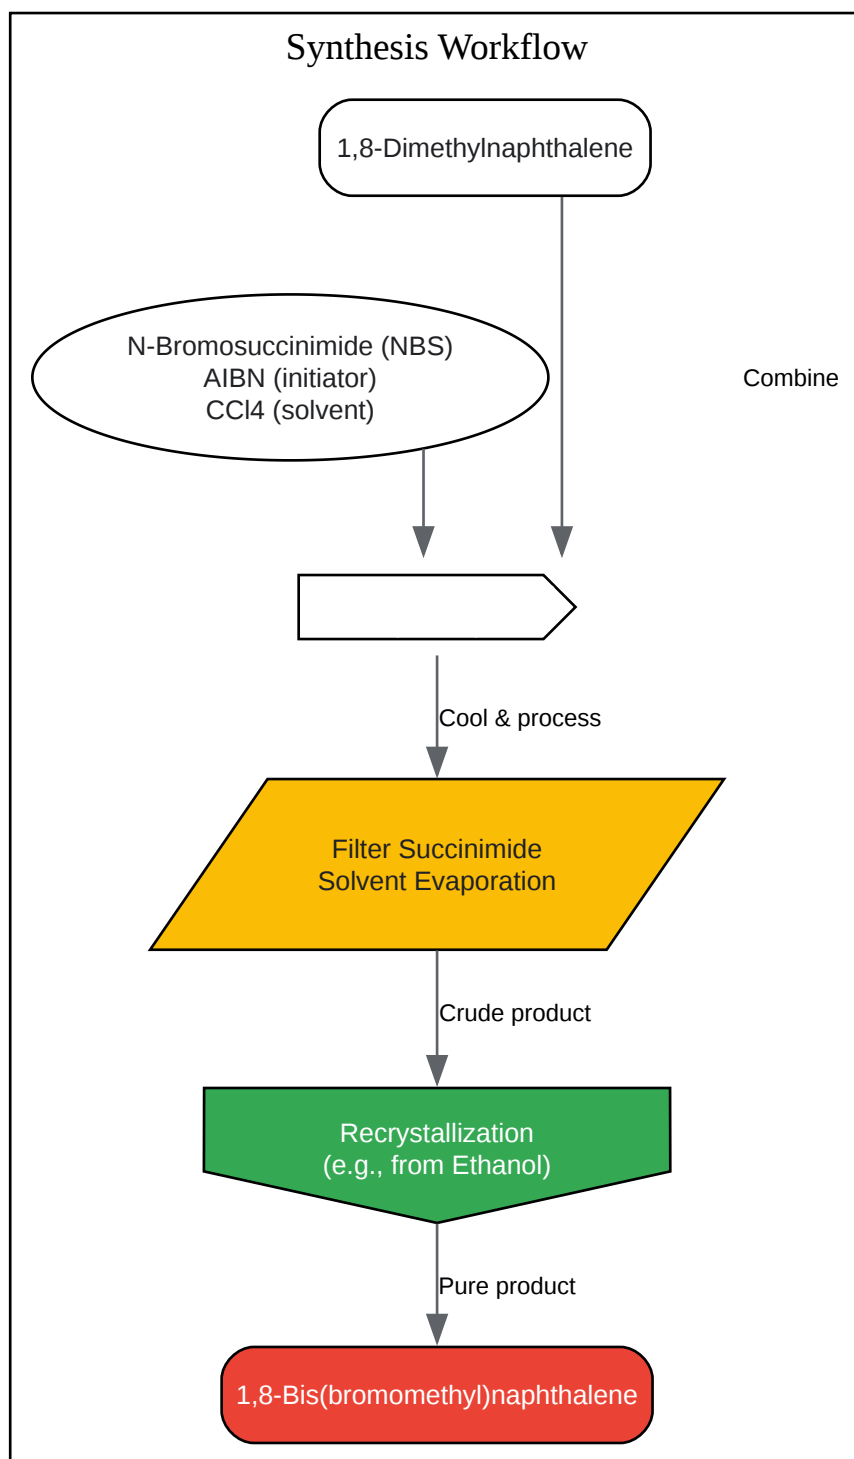 Synthesis Workflow
1,8-Dimethylnaphthalene
N-Bromosuccinimide (NBS)
AIBN (initiator)
CCl4 (solvent)
Combine
Cool & process
Filter Succinimide
Solvent Evaporation
Crude product
Recrystallization
(e.g., from Ethanol)
Pure product
1,8-Bis(bromomethyl)naphthalene